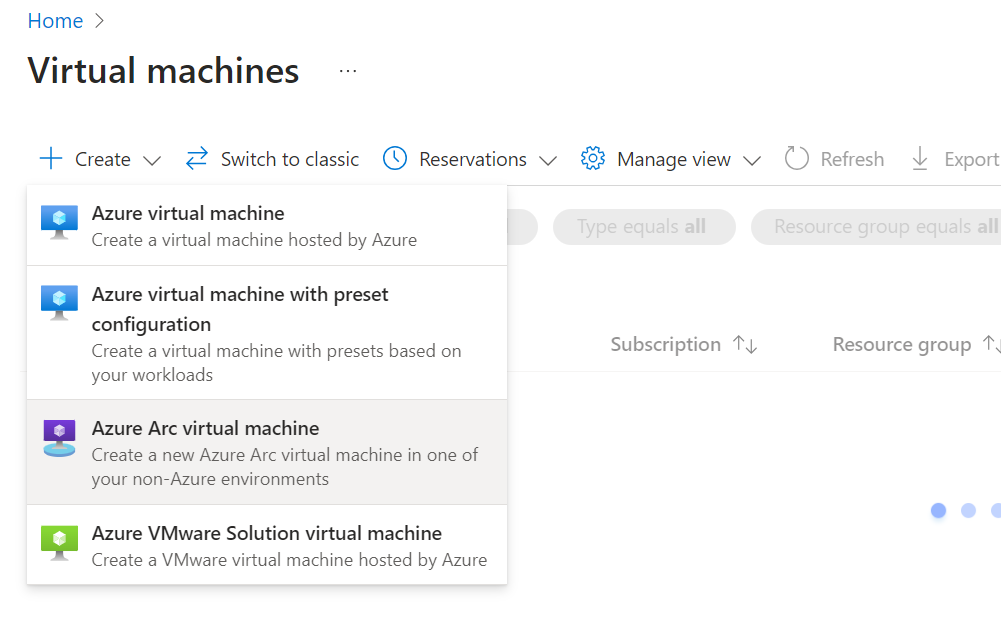 Home
Virtual machines
Create Switch to classic Reservations Manage view Refresh Export
Azure virtual machine
Create a virtual machine hosted by Azure
Type equals all Resource group equals all
Azure virtual machine with preset
configuration
Create a virtual machine with presets based on
your workloads
Subscription Resource group
Azure Arc virtual machine
Create a new Azure Arc virtual machine in one of
your non-Azure environments
Azure VMware Solution virtual machine
Create a VMware virtual machine hosted by Azure